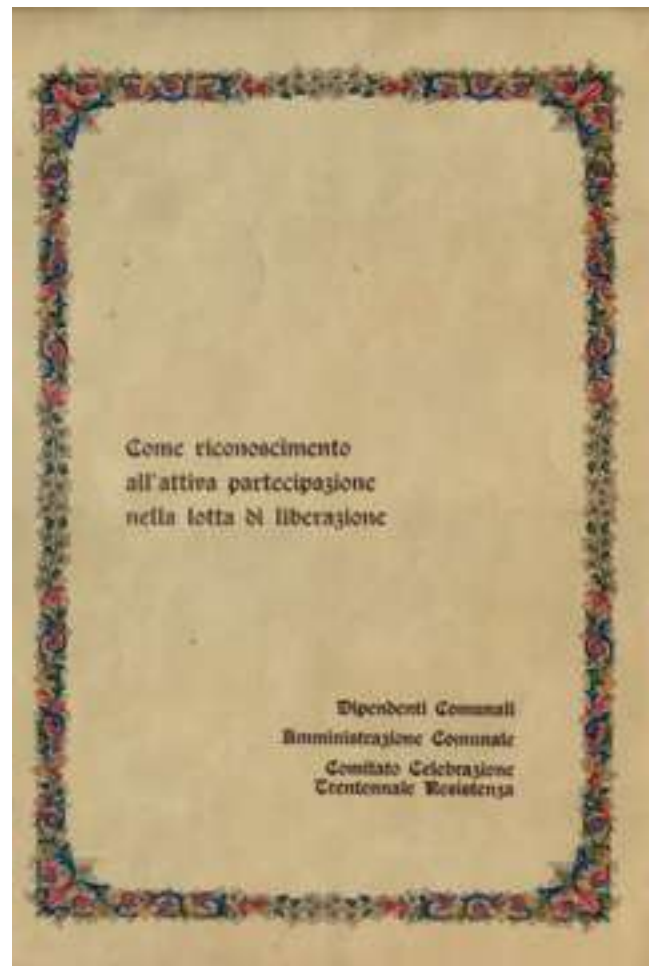 Come riconoscimento
all'attiva partecipazione
nella lotta di liberazione
Dipendenti Comunali
Amministrazione Comunale
Comitato Celebrazione
Trentennale Resistenza